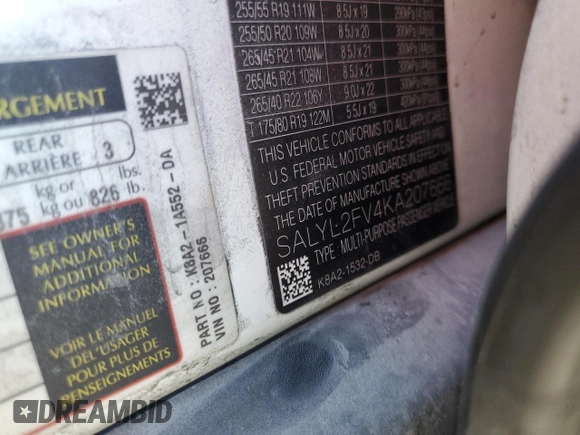 RGEMENT
REAR
ARRIÈRE 3
375 kg or 826 lbs.
kg ou lb.
SEE OWNER'S
MANUAL FOR
ADDITIONAL
INFORMATION
VOIR LE MANUEL
DE L'USAGER
POUR PLUS DE
RENSEIGNEMENTS
PART NO : K8A2-1A552-DA
VIN NO : 207666
255/55 R19 111W 8.5J x 19
255/50 R20 109W 8.5J x 20
265/45 R21 104W 8.5J x 21
265/45 R21 108W 8.5J x 21
265/40 R22 106Y 9.0J x 22
T 175/80 R19 122M 5.5J x 19
THIS VEHICLE CONFORMS TO ALL APPLICABLE
U.S. FEDERAL MOTOR VEHICLE SAFETY AND
THEFT PREVENTION STANDARDS IN EFFECT ON
THE DATE OF MANUFACTURE SHOWN ABOVE.
SALYL2FV4KA207666
TYPE: MULTI-PURPOSE PASSENGER VEHICLE
K8A2-1532-DB
DREAMBID